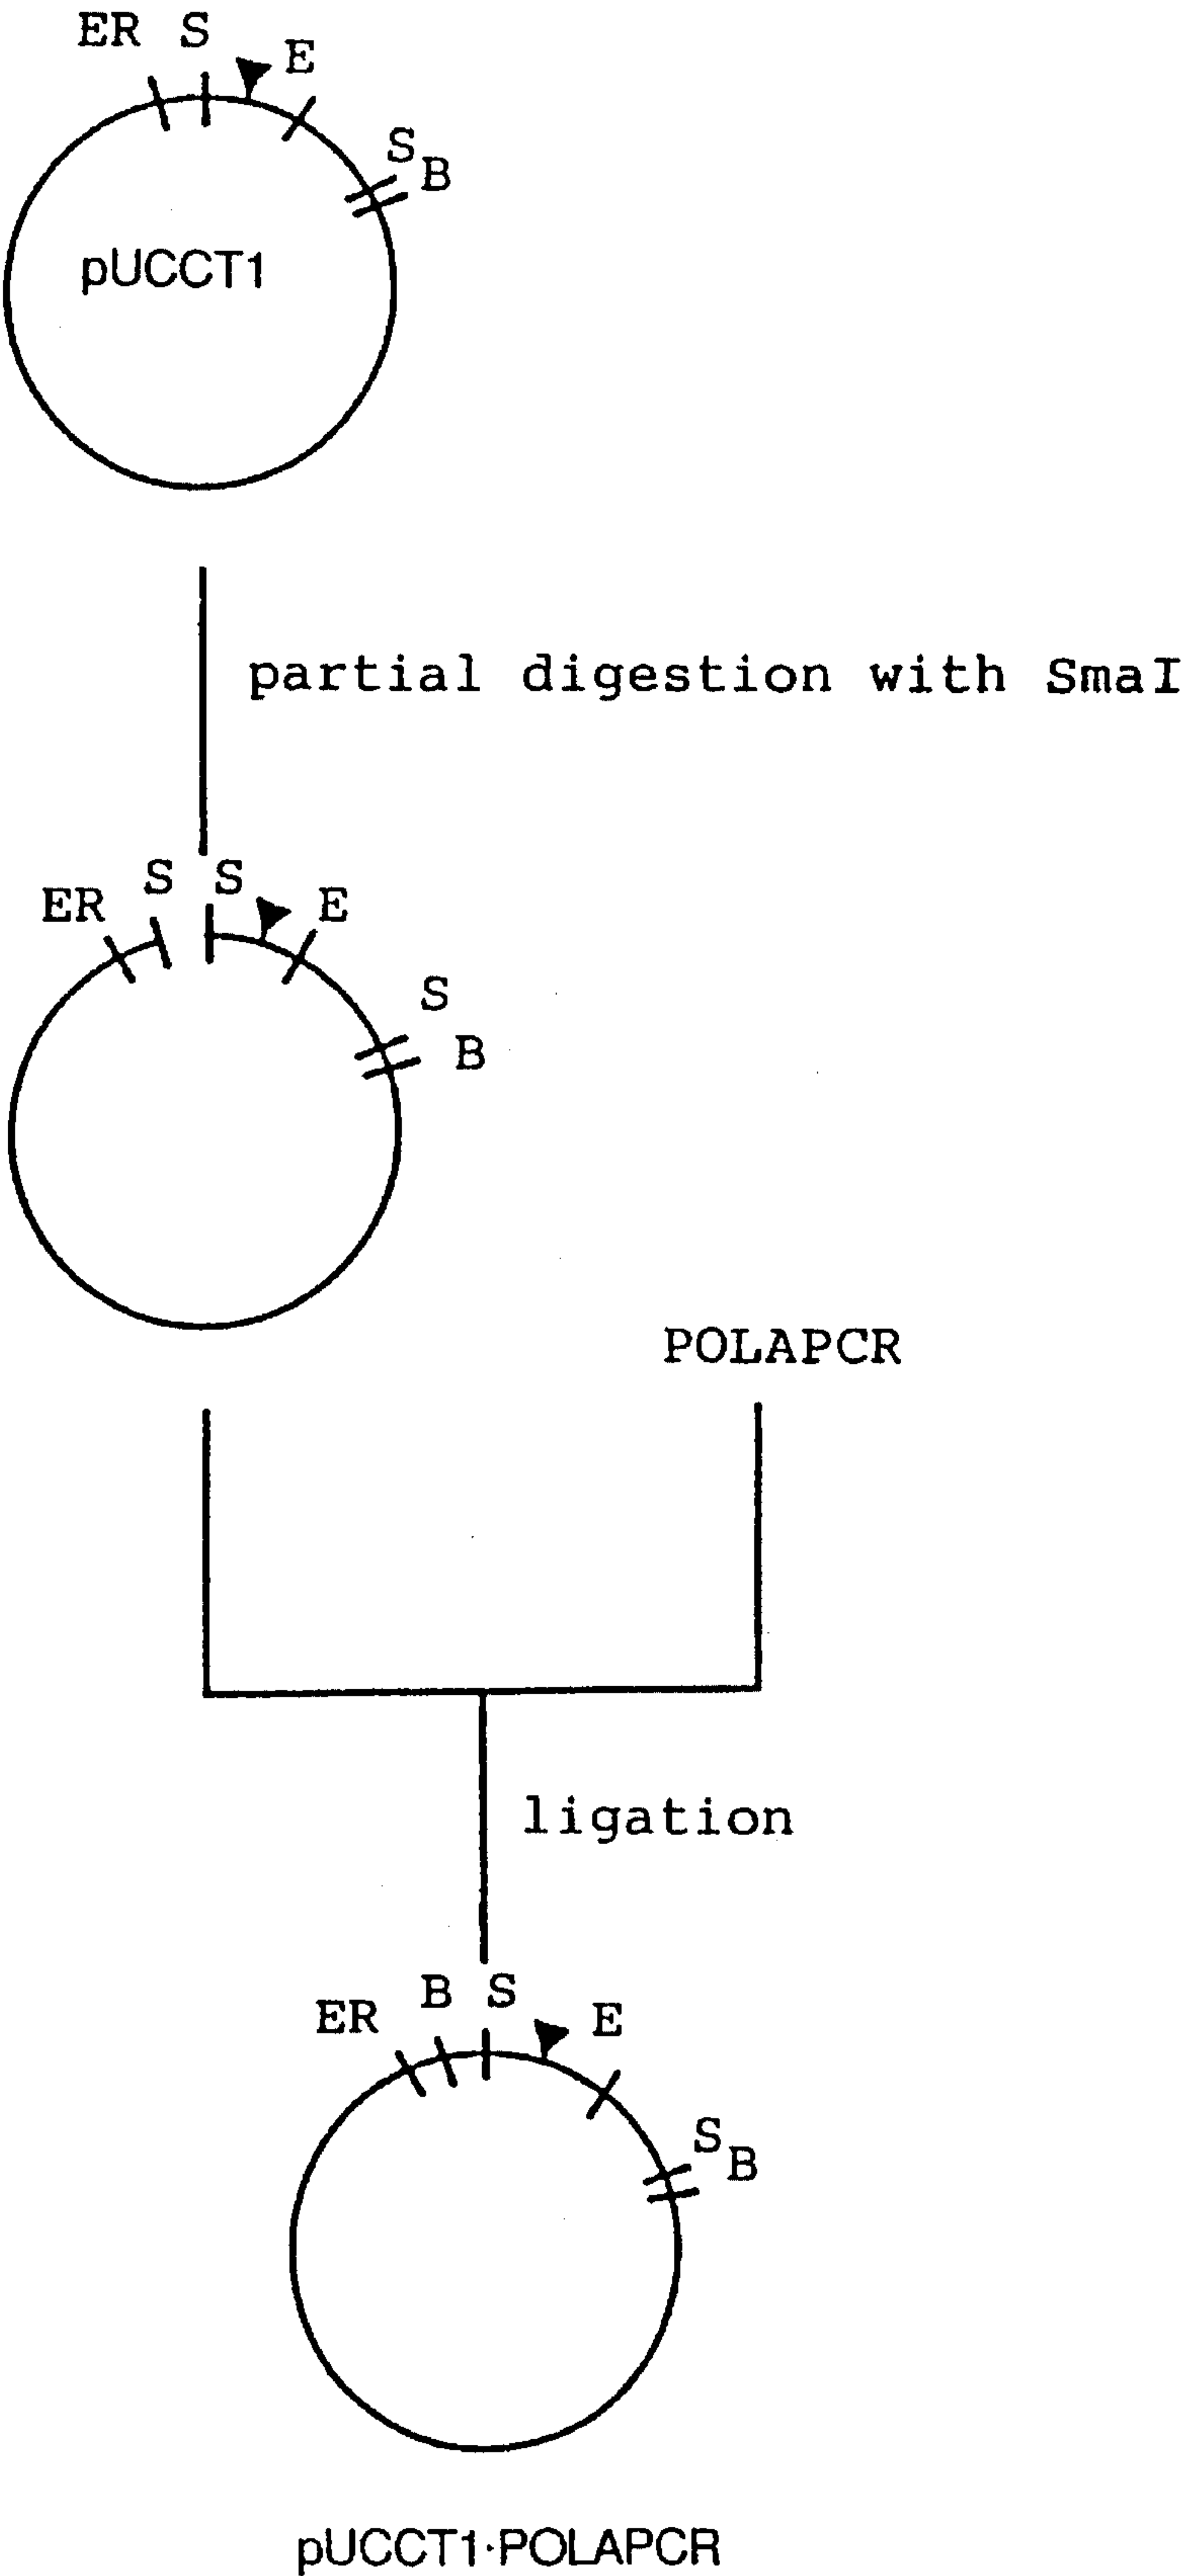 ER S E
S B
pUCCT1
partial digestion with SmaI
S S
ER E
S
B
POLAPCR
ligation
B S
ER E
S B
pUCCT1·POLAPCR